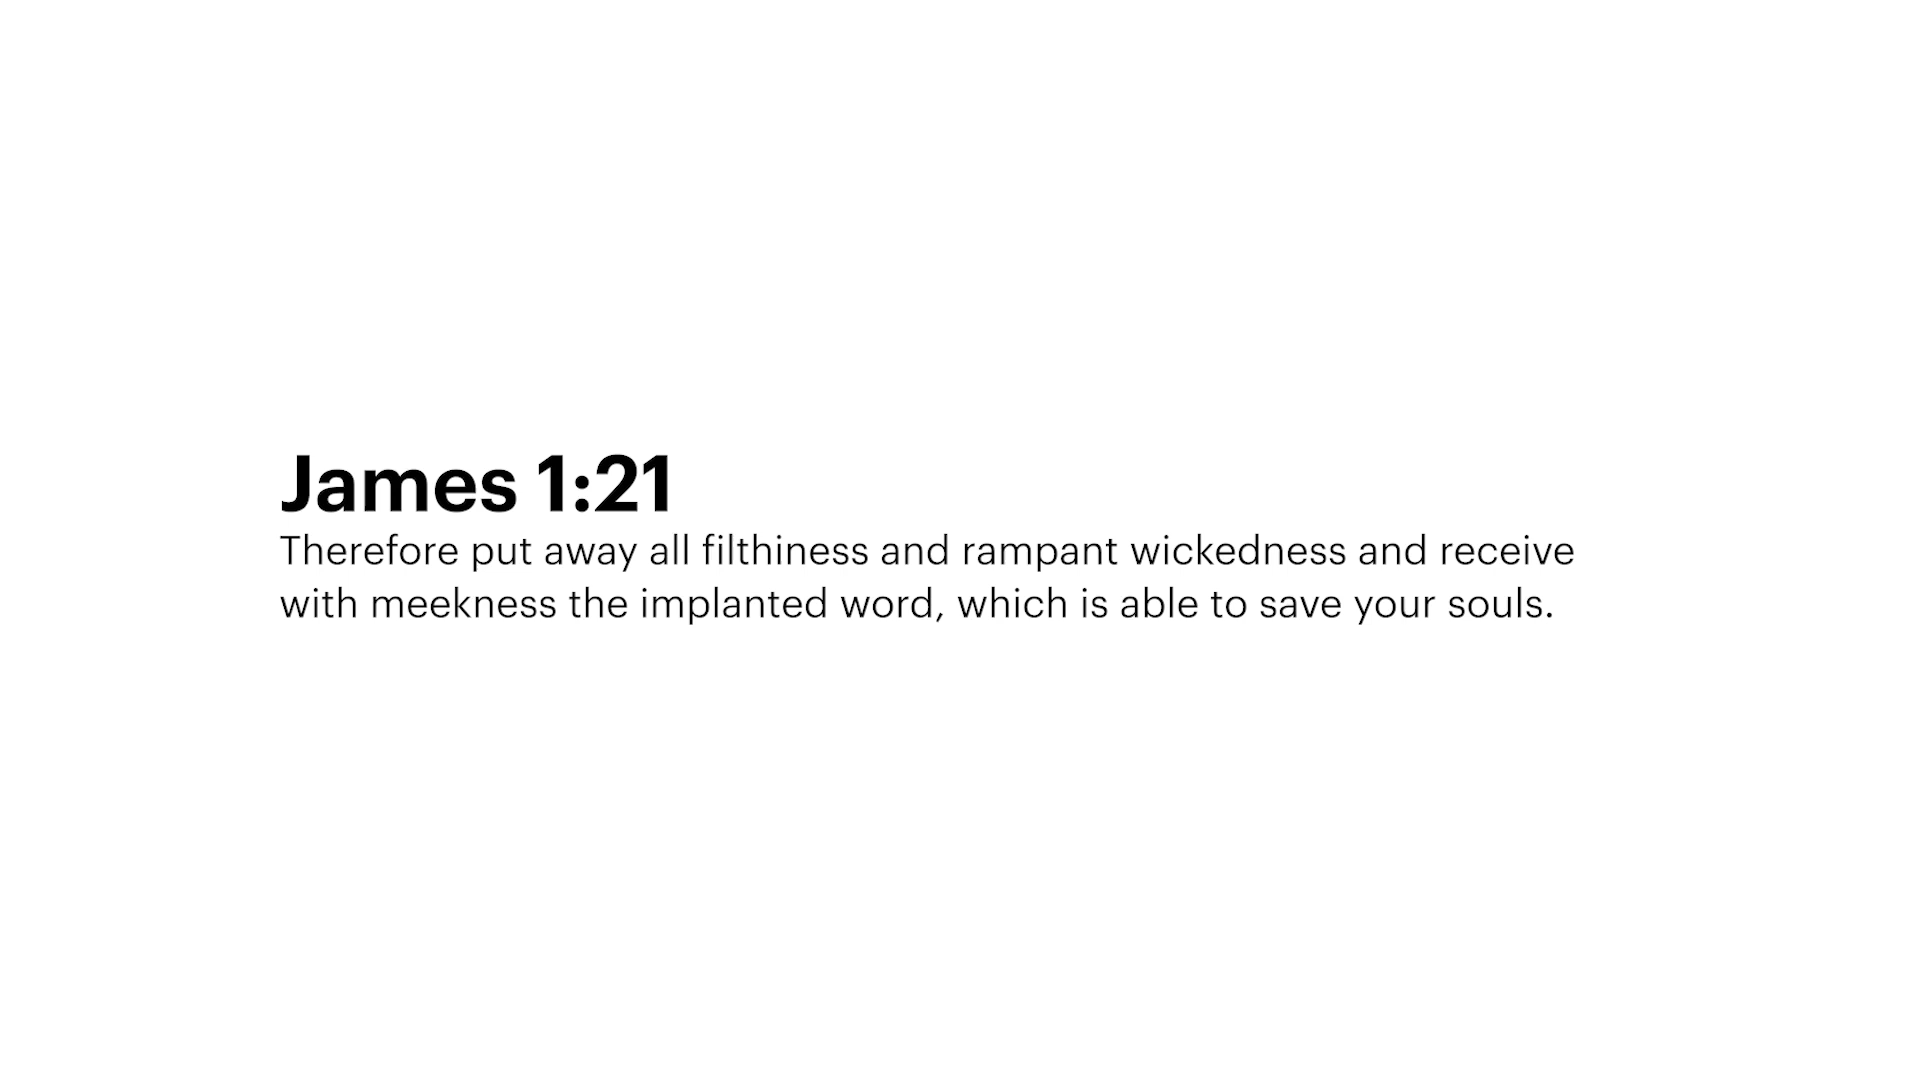 James 1:21
Therefore put away all filthiness and rampant wickedness and receive
with meekness the implanted word, which is able to save your souls.